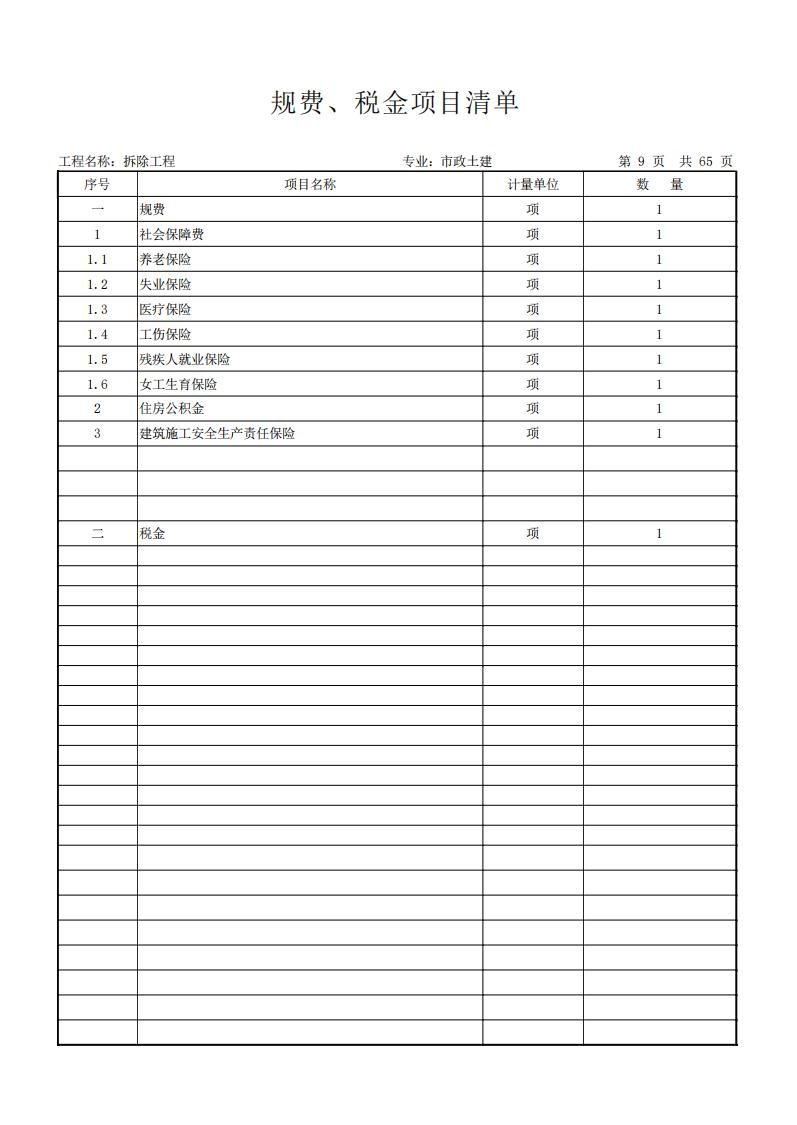 规费、税金项目清单
工程名称：拆除工程 专业：市政土建 第 9 页 共 65 页
序号 项目名称 计量单位 数 量
一 规费 项 1
1 社会保障费 项 1
1.1 养老保险 项 1
1.2 失业保险 项 1
1.3 医疗保险 项 1
1.4 工伤保险 项 1
1.5 残疾人就业保险 项 1
1.6 女工生育保险 项 1
2 住房公积金 项 1
3 建筑施工安全生产责任保险 项 1
二 税金 项 1